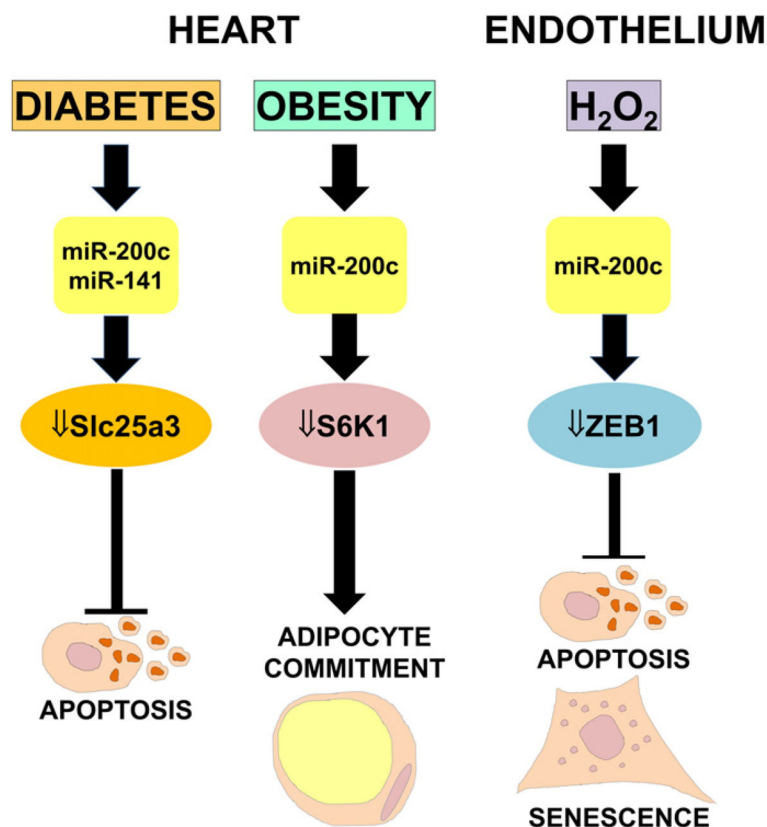 HEART
ENDOTHELIUM
DIABETES
OBESITY
H₂O₂
miR-200c
miR-141
miR-200c
miR-200c
⇓Slc25a3
⇓S6K1
⇓ZEB1
APOPTOSIS
ADIPOCYTE
COMMITMENT
APOPTOSIS
SENESCENCE